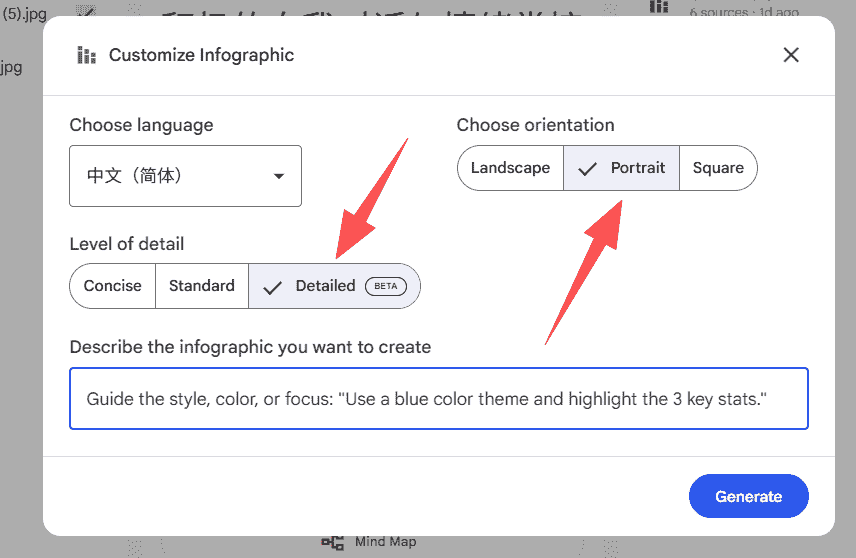 (5).jpg
6 sources · 1d ago
jpg
Customize Infographic
Choose language
Choose orientation
中文（简体）
Landscape
Portrait
Square
Level of detail
Concise
Standard
Detailed
BETA
Describe the infographic you want to create
Guide the style, color, or focus: "Use a blue color theme and highlight the 3 key stats."
Generate
Mind Map